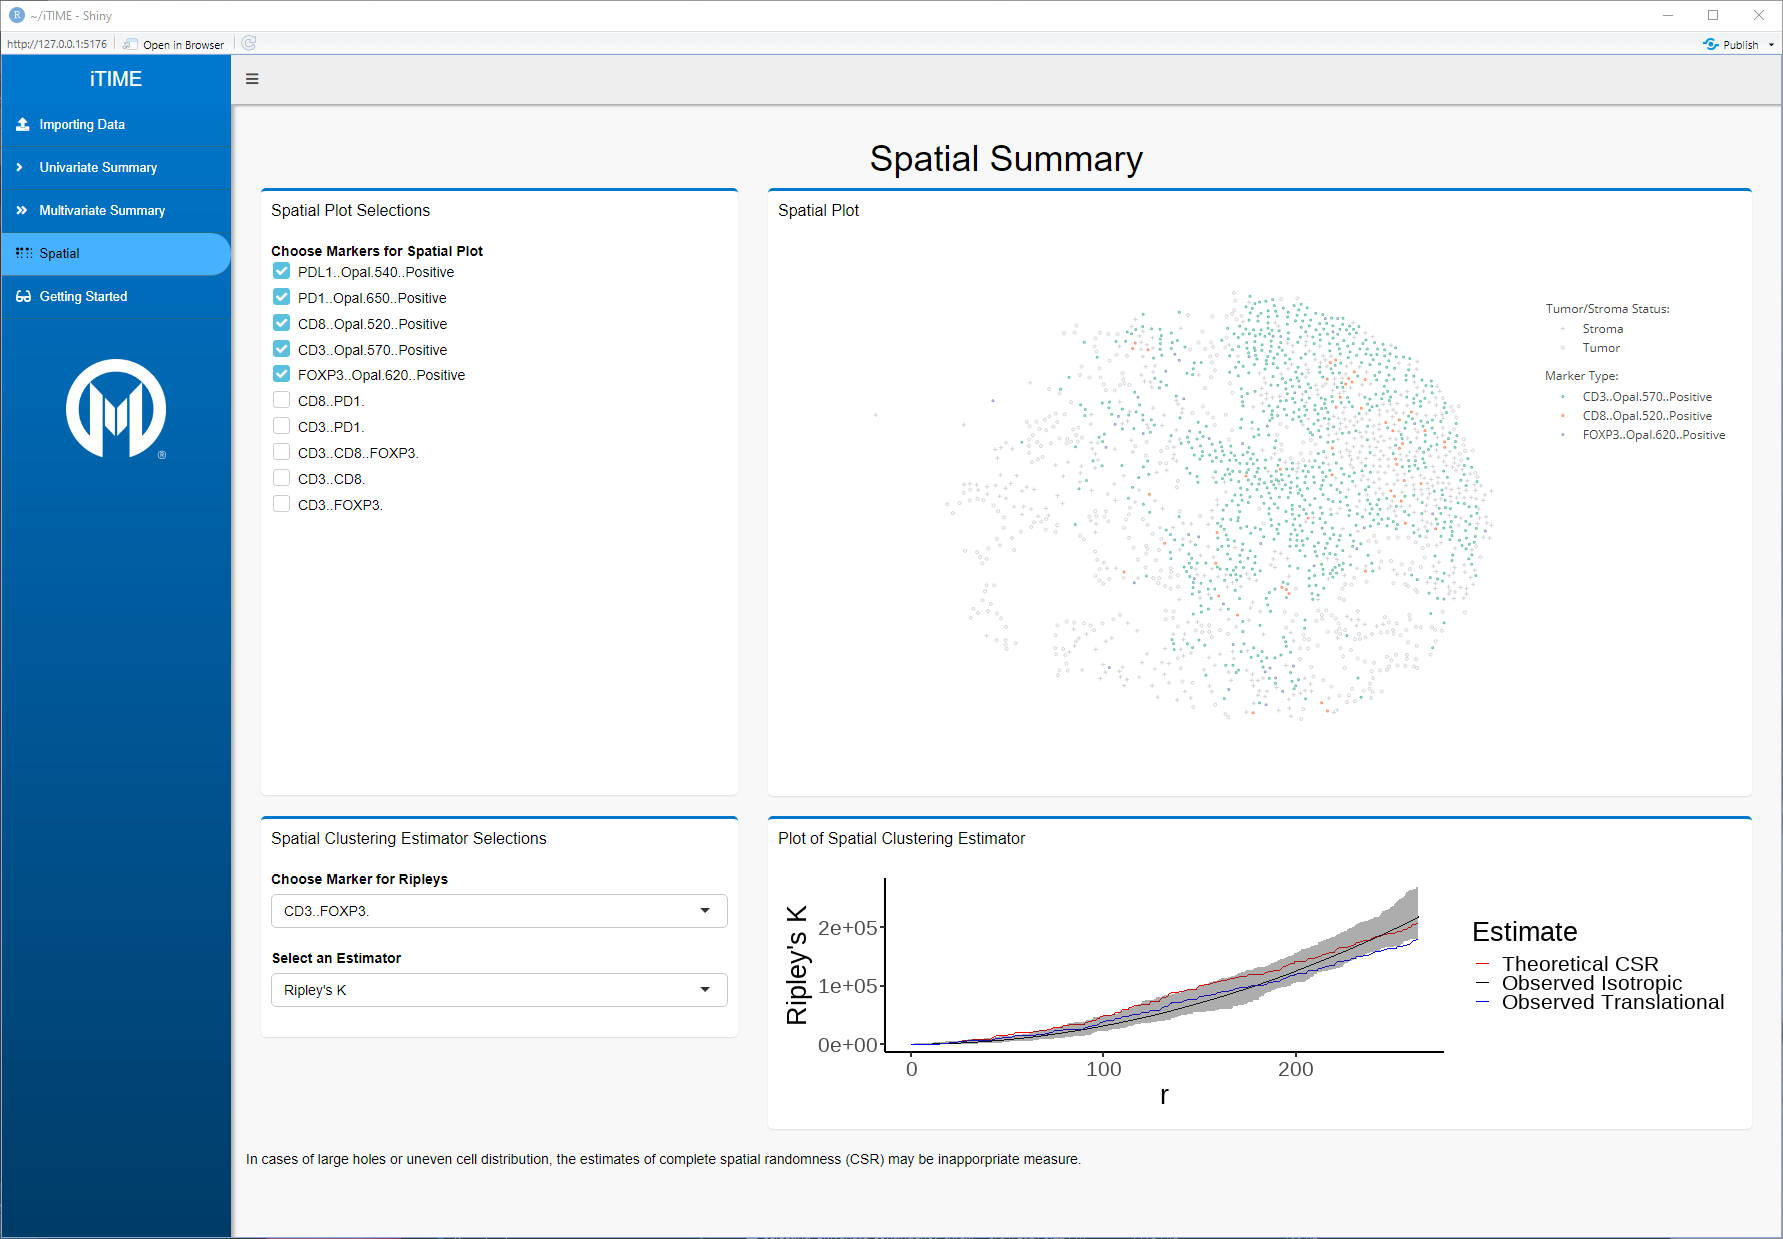 ~/iTIME - Shiny
http://127.0.0.1:5176
Open in Browser
Publish
iTIME
Importing Data
Univariate Summary
Multivariate Summary
Spatial
Getting Started
®
Spatial Summary
Spatial Plot Selections
Choose Markers for Spatial Plot
PDL1..Opal.540..Positive
PD1..Opal.650..Positive
CD8..Opal.520..Positive
CD3..Opal.570..Positive
FOXP3..Opal.620..Positive
CD8..PD1.
CD3..PD1.
CD3..CD8..FOXP3.
CD3..CD8.
CD3..FOXP3.
Spatial Plot
Tumor/Stroma Status:
Stroma
Tumor
Marker Type:
CD3..Opal.570..Positive
CD8..Opal.520..Positive
FOXP3..Opal.620..Positive
Spatial Clustering Estimator Selections
Choose Marker for Ripleys
CD3..FOXP3.
Select an Estimator
Ripley's K
Plot of Spatial Clustering Estimator
Ripley's K
2e+05
1e+05
0e+00
0 100 200
r
Estimate
Theoretical CSR
Observed Isotropic
Observed Translational
In cases of large holes or uneven cell distribution, the estimates of complete spatial randomness (CSR) may be inapporpriate measure.